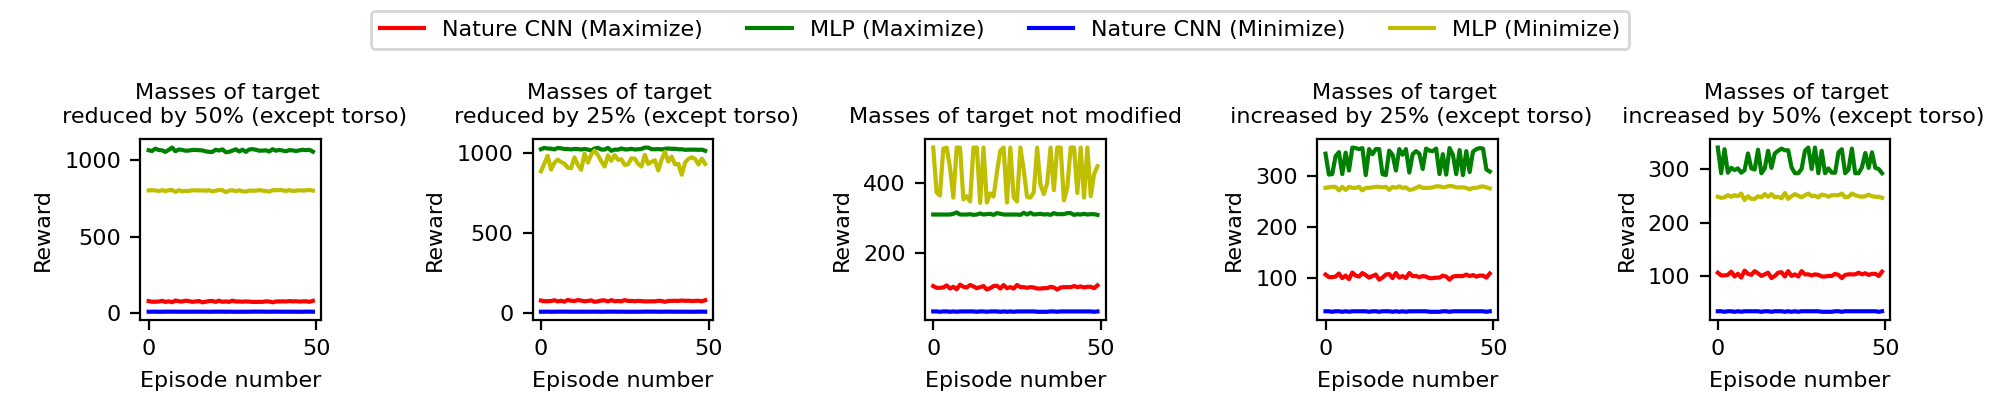 Nature CNN (Maximize) MLP (Maximize) Nature CNN (Minimize) MLP (Minimize)
Masses of target
reduced by 50% (except torso)
Reward
1000
500
0
0 50
Episode number
Masses of target
reduced by 25% (except torso)
Reward
1000
500
0
0 50
Episode number
Masses of target not modified
Reward
400
200
0 50
Episode number
Masses of target
increased by 25% (except torso)
Reward
300
200
100
0 50
Episode number
Masses of target
increased by 50% (except torso)
Reward
300
200
100
0 50
Episode number